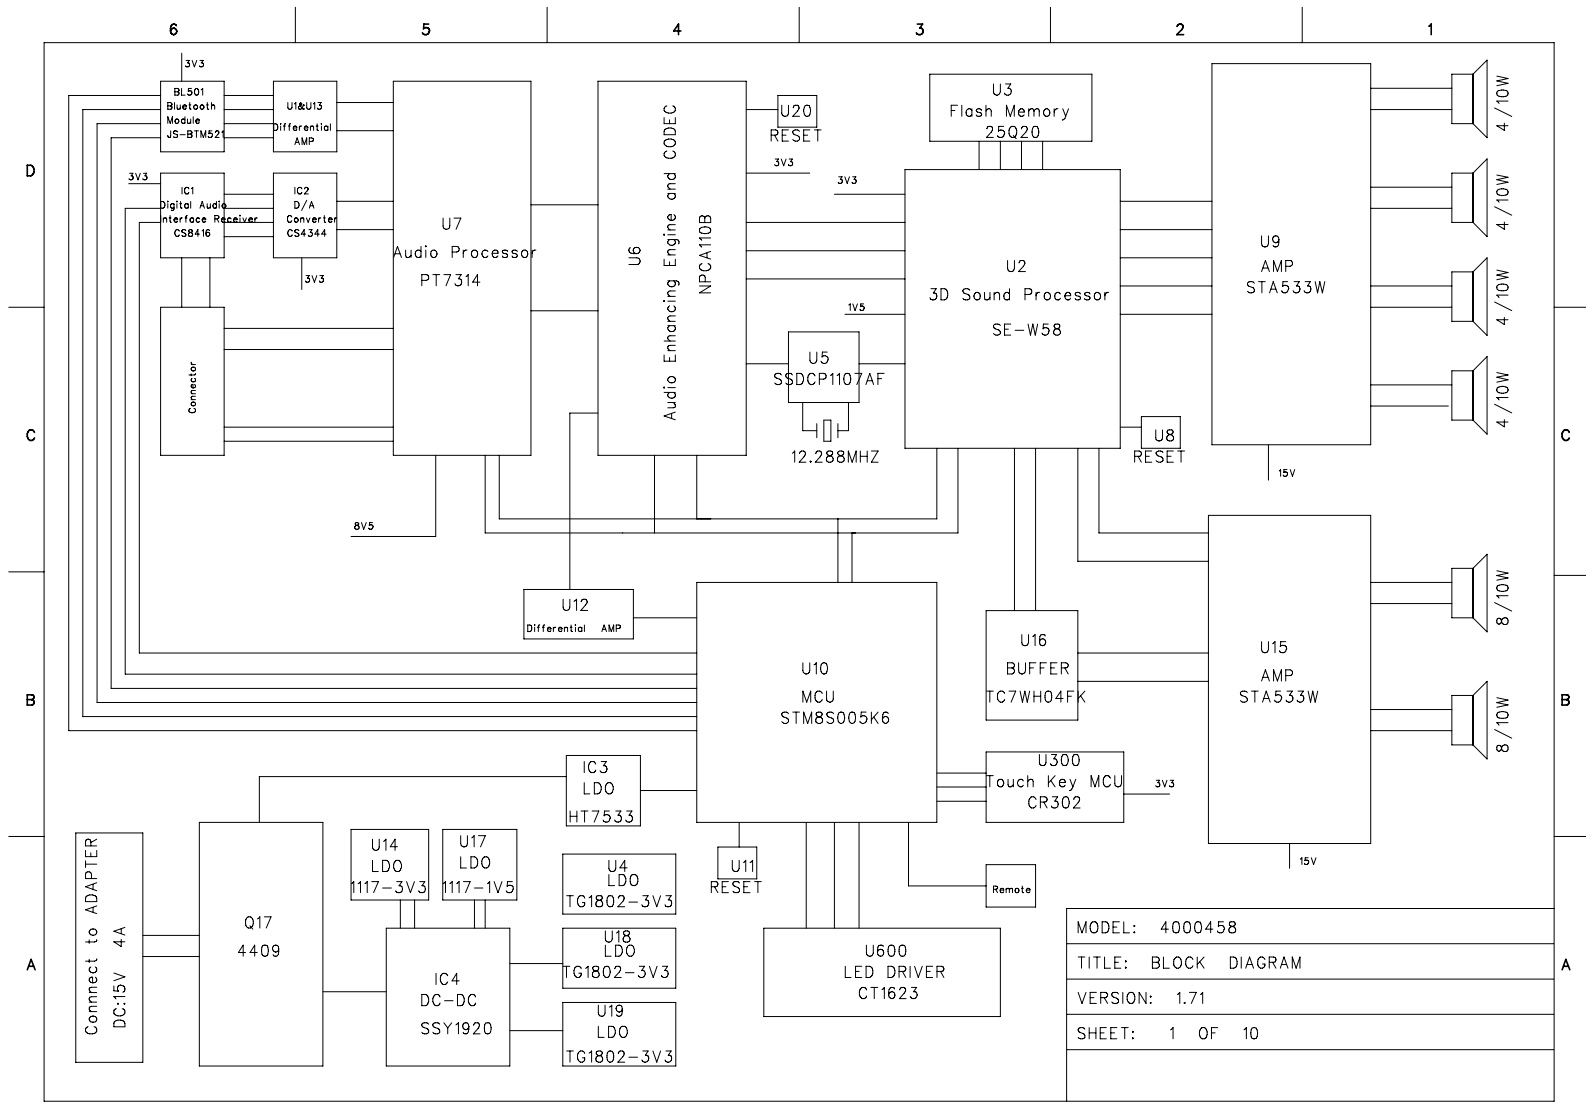 6 5 4 3 2 1
D
C
B
A
C
B
A
3V3
BL501
Bluetooth
Module
JS-BTM521
U1&U13
Differential
AMP
3V3
IC1
Digital Audio
Interface Receiver
CS8416
IC2
D/A
Converter
CS4344
3V3
Connector
U7
Audio Processor
PT7314
8V5
U6
Audio Enhancing Engine and CODEC
NPCA110B
U20
RESET
3V3
3V3
1V5
U5
SSDCP1107AF
12.288MHZ
U3
Flash Memory
25Q20
U2
3D Sound Processor
SE-W58
U8
RESET
U9
AMP
STA533W
15V
4 /10W
4 /10W
4 /10W
4 /10W
U12
Differential AMP
U10
MCU
STM8S005K6
U16
BUFFER
TC7WH04FK
U15
AMP
STA533W
15V
8 /10W
8 /10W
U300
Touch Key MCU
CR302
3V3
IC3
LDO
HT7533
U11
RESET
Remote
U600
LED DRIVER
CT1623
Connnect to ADAPTER
DC:15V 4A
Q17
4409
U14
LDO
1117-3V3
U17
LDO
1117-1V5
IC4
DC-DC
SSY1920
U4
LDO
TG1802-3V3
U18
LDO
TG1802-3V3
U19
LDO
TG1802-3V3
MODEL: 4000458
TITLE: BLOCK DIAGRAM
VERSION: 1.71
SHEET: 1 OF 10